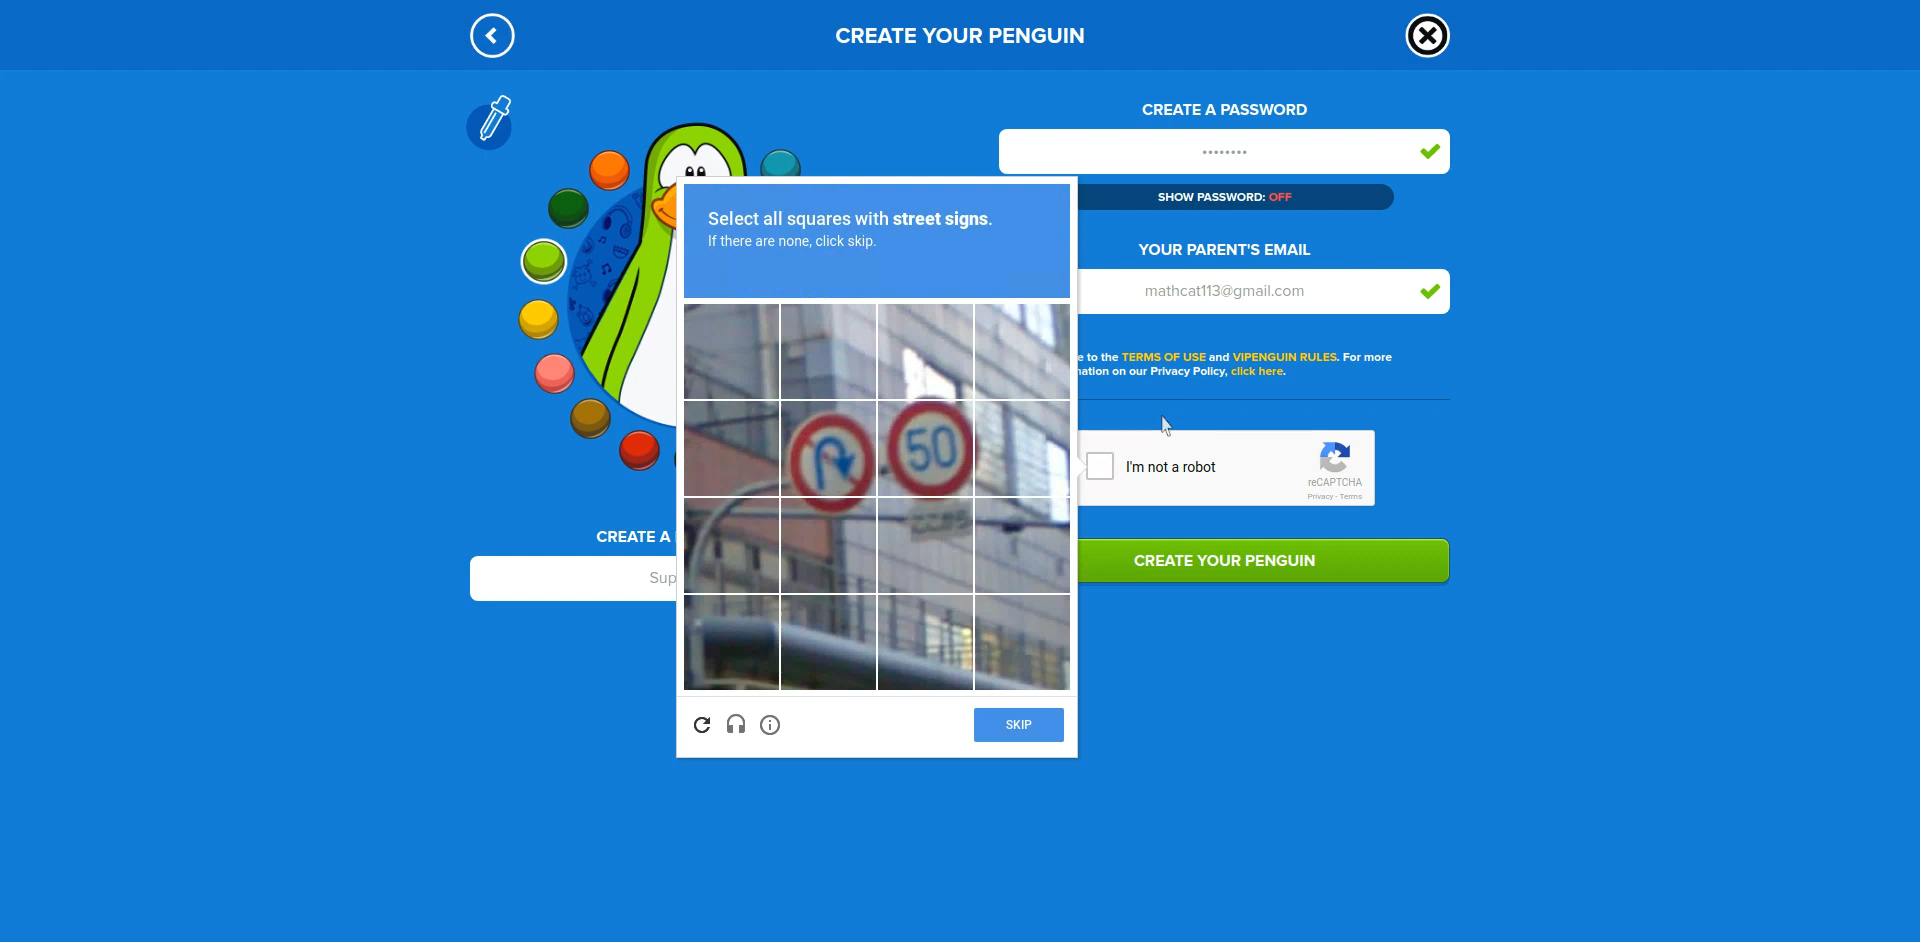 CREATE YOUR PENGUIN
CREATE A PASSWORD
••••••••
SHOW PASSWORD: OFF
YOUR PARENT'S EMAIL
mathcat113@gmail.com
e to the TERMS OF USE and VIPENGUIN RULES. For more
nation on our Privacy Policy, click here.
Select all squares with street signs.
If there are none, click skip.
50
I'm not a robot
reCAPTCHA
Privacy - Terms
CREATE A
Sup
CREATE YOUR PENGUIN
SKIP